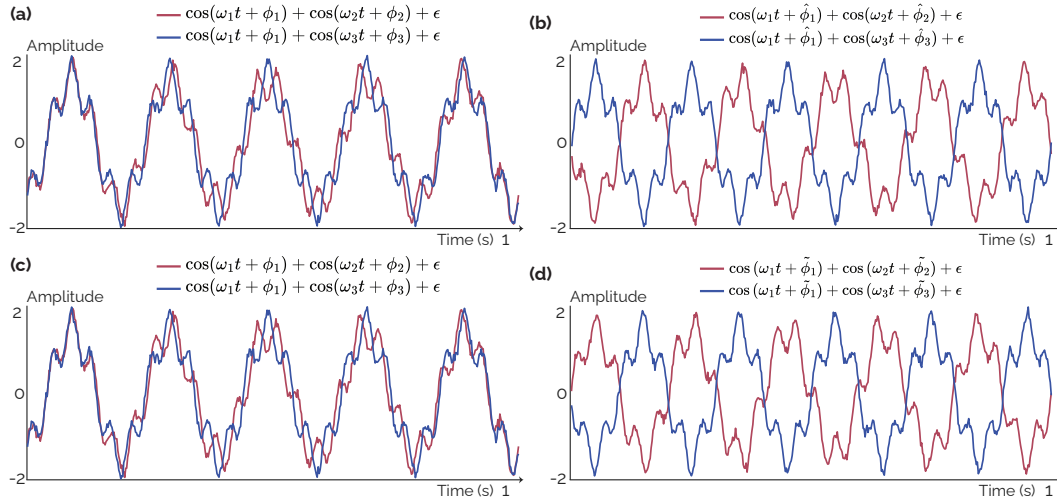 (a)
cos(ω₁t + ϕ₁) + cos(ω₂t + ϕ₂) + ϵ
cos(ω₁t + ϕ₁) + cos(ω₃t + ϕ₃) + ϵ
Amplitude
2
0
-2
Time (s) 1
(b)
cos(ω₁t + ϕ̂₁) + cos(ω₂t + ϕ̂₂) + ϵ
cos(ω₁t + ϕ̂₁) + cos(ω₃t + ϕ̂₃) + ϵ
Amplitude
2
0
-2
Time (s) 1
(c)
cos(ω₁t + ϕ₁) + cos(ω₂t + ϕ₂) + ϵ
cos(ω₁t + ϕ₁) + cos(ω₃t + ϕ₃) + ϵ
Amplitude
2
0
-2
Time (s) 1
(d)
cos (ω₁t + ϕ̃₁) + cos (ω₂t + ϕ̃₂) + ϵ
cos (ω₁t + ϕ̃₁) + cos (ω₃t + ϕ̃₃) + ϵ
Amplitude
2
0
-2
Time (s) 1